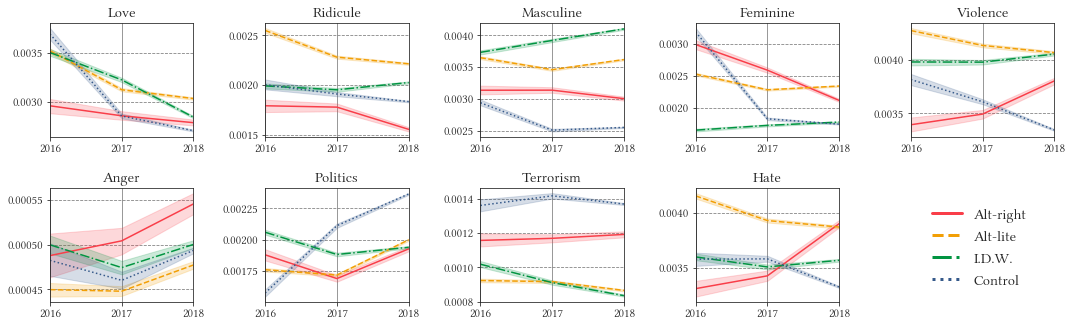 Love Ridicule Masculine Feminine Violence
0.0035
0.0030
2016 2017 2018
0.0025
0.0020
0.0015
2016 2017 2018
0.0040
0.0035
0.0030
0.0025
2016 2017 2018
0.0030
0.0025
0.0020
2016 2017 2018
0.0040
0.0035
2016 2017 2018
Anger Politics Terrorism Hate
0.00055
0.00050
0.00045
2016 2017 2018
0.00225
0.00200
0.00175
2016 2017 2018
0.0014
0.0012
0.0010
0.0008
2016 2017 2018
0.0040
0.0035
2016 2017 2018
Alt-right
Alt-lite
I.D.W.
Control